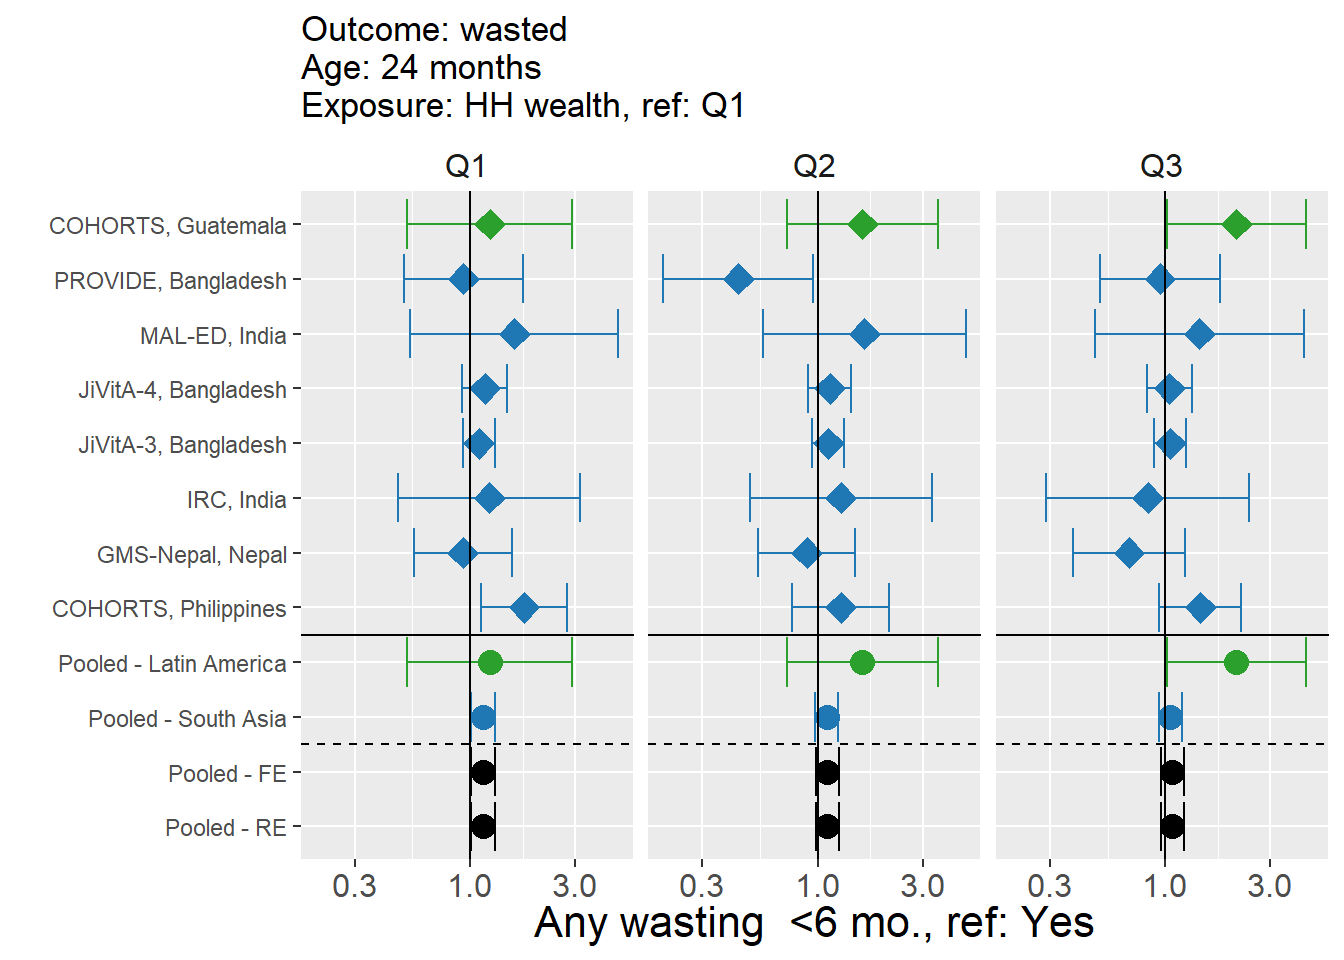 Outcome: wasted
Age: 24 months
Exposure: HH wealth, ref: Q1
Q1 Q2 Q3
COHORTS, Guatemala
PROVIDE, Bangladesh
MAL-ED, India
JiVitA-4, Bangladesh
JiVitA-3, Bangladesh
IRC, India
GMS-Nepal, Nepal
COHORTS, Philippines
Pooled - Latin America
Pooled - South Asia
Pooled - FE
Pooled - RE
0.3 1.0 3.0 0.3 1.0 3.0 0.3 1.0 3.0
Any wasting  <6 mo., ref: Yes